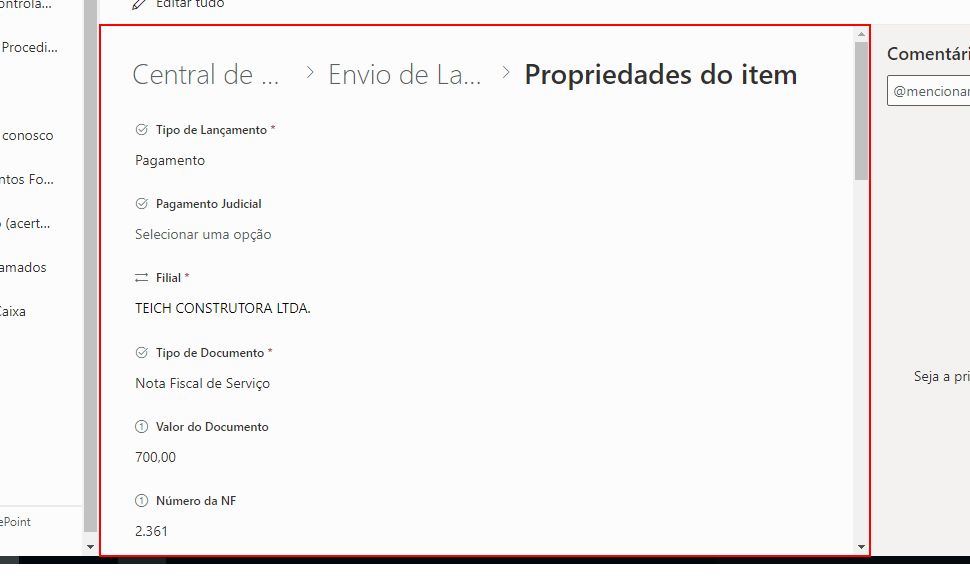 ontrola...
Editar tudo
Procedi...
conosco
ntos Fo...
(acert...
amados
Caixa
ePoint
Central de ... > Envio de La... > Propriedades do item
Tipo de Lançamento *
Pagamento
Pagamento Judicial
Selecionar uma opção
Filial *
TEICH CONSTRUTORA LTDA.
Tipo de Documento *
Nota Fiscal de Serviço
Valor do Documento
700,00
Número da NF
2.361
Comentári
@mencionar
Seja a pri